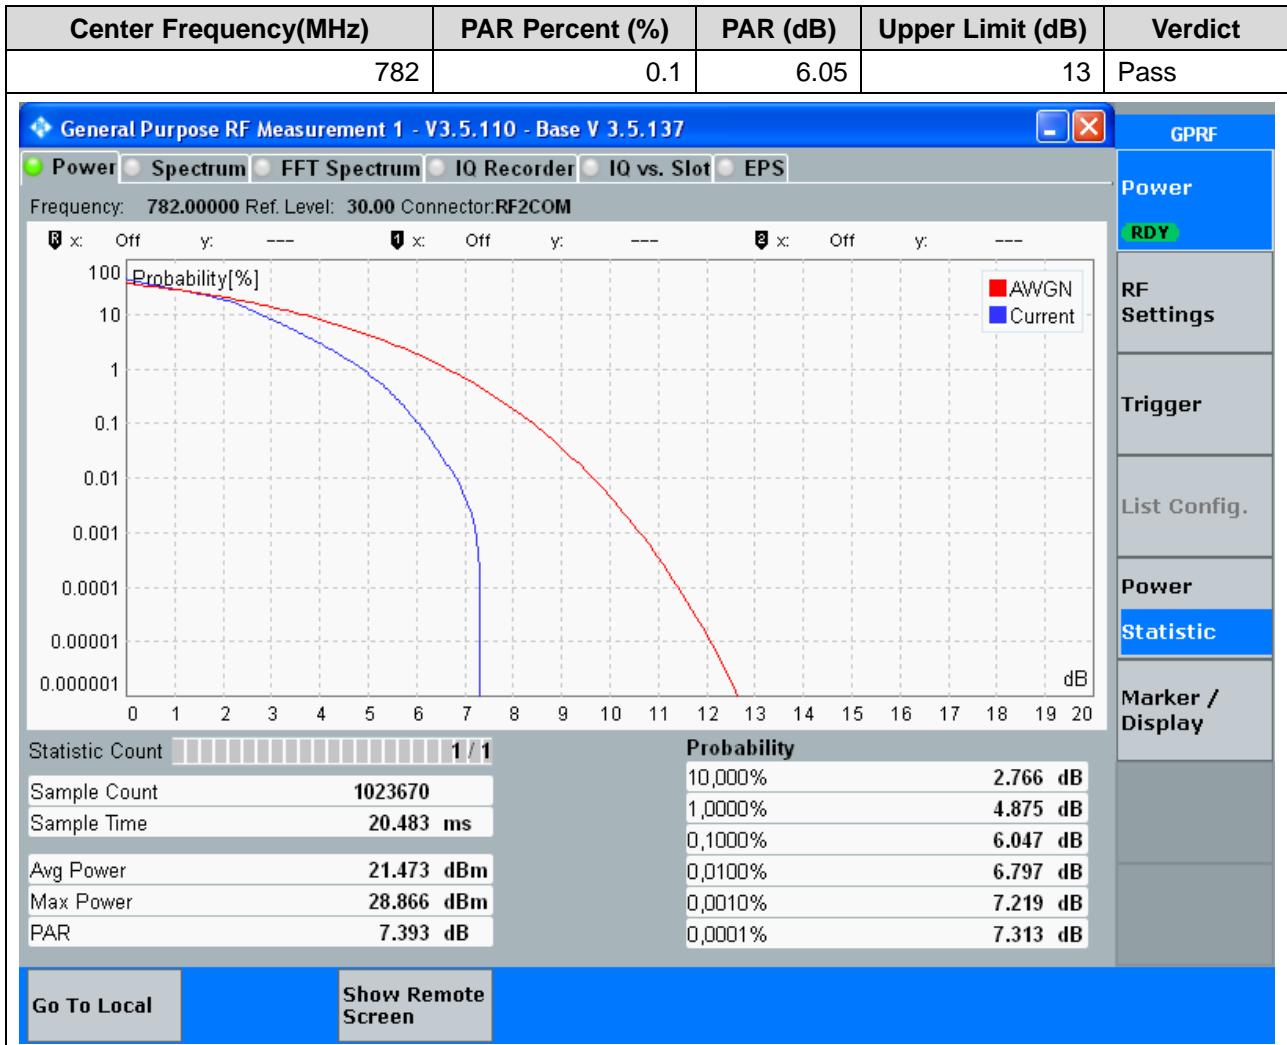 Center Frequency(MHz) PAR Percent (%) PAR (dB) Upper Limit (dB) Verdict
782 0.1 6.05 13 Pass
General Purpose RF Measurement 1 - V3.5.110 - Base V 3.5.137
GPRF
Power Spectrum FFT Spectrum IQ Recorder IQ vs. Slot EPS
Frequency: 782.00000 Ref. Level: 30.00 Connector:RF2COM
R x: Off y: --- 1 x: Off y: --- 2 x: Off y: ---
Probability[%]
100
10
1
0.1
0.01
0.001
0.0001
0.00001
0.000001
AWGN
Current
dB
0 1 2 3 4 5 6 7 8 9 10 11 12 13 14 15 16 17 18 19 20
Statistic Count 1 / 1
Sample Count 1023670
Sample Time 20.483 ms
Avg Power 21.473 dBm
Max Power 28.866 dBm
PAR 7.393 dB
Probability
10,000% 2.766 dB
1,0000% 4.875 dB
0,1000% 6.047 dB
0,0100% 6.797 dB
0,0010% 7.219 dB
0,0001% 7.313 dB
Power
RDY
RF
Settings
Trigger
List Config.
Power
Statistic
Marker /
Display
Go To Local
Show Remote
Screen